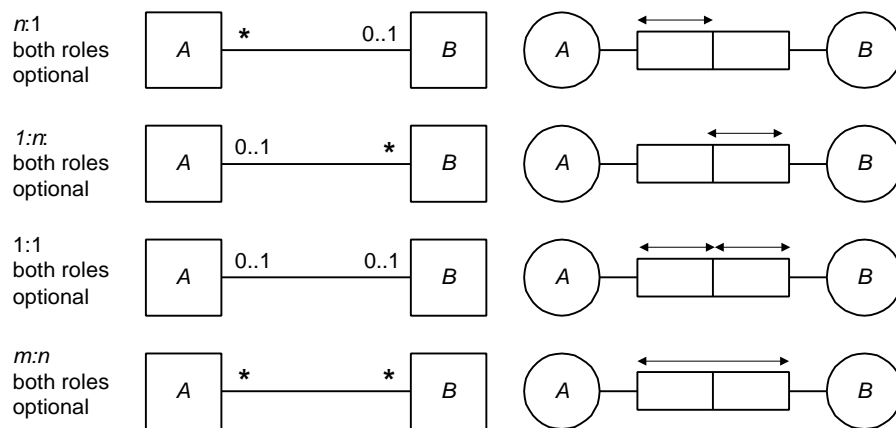 n:1
both roles
optional
A * 0..1 B A B
1:n:
both roles
optional
A 0..1 * B A B
1:1
both roles
optional
A 0..1 0..1 B A B
m:n
both roles
optional
A * * B A B